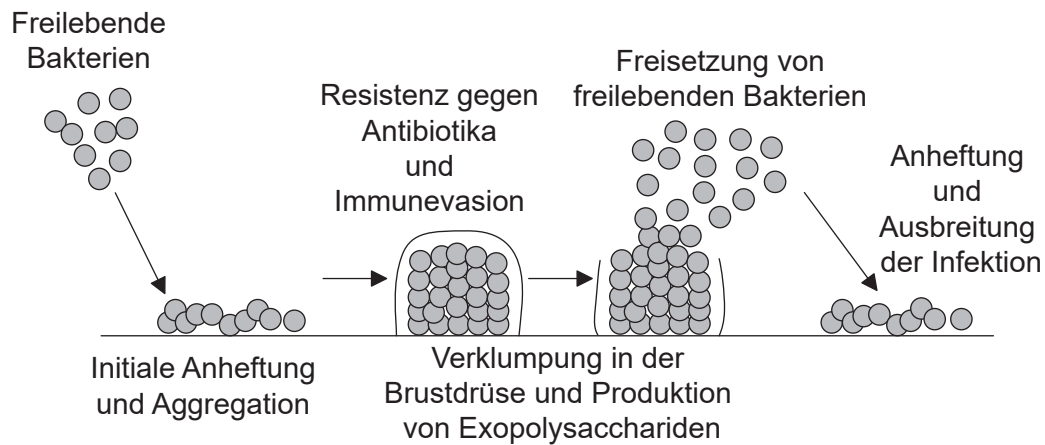 Freilebende
Bakterien
Initiale Anheftung
und Aggregation
Resistenz gegen
Antibiotika
und
Immunevasion
Verklumpung in der
Brustdrüse und Produktion
von Exopolysacchariden
Freisetzung von
freilebenden Bakterien
Anheftung
und
Ausbreitung
der Infektion